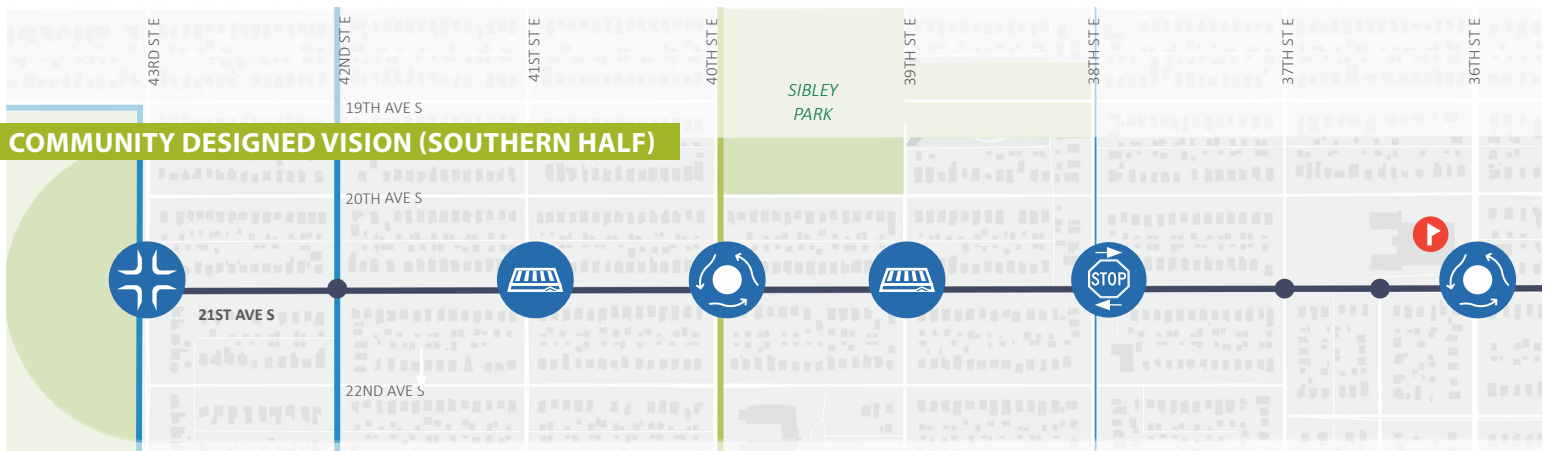 43RD ST E
42ND ST E
41ST ST E
40TH ST E
39TH ST E
38TH ST E
37TH ST E
36TH ST E
SIBLEY
PARK
19TH AVE S
COMMUNITY DESIGNED VISION (SOUTHERN HALF)
20TH AVE S
STOP
21ST AVE S
22ND AVE S